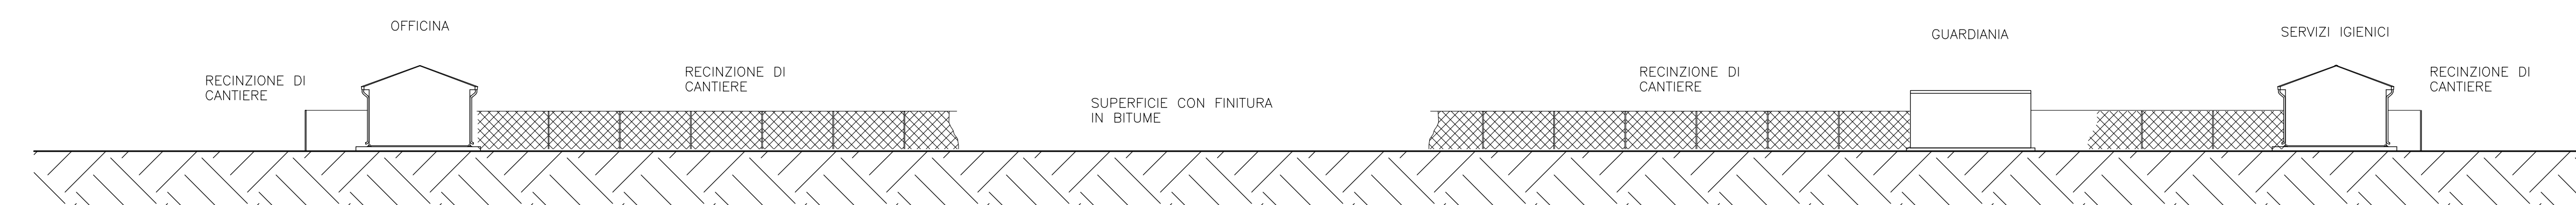 OFFICINA
RECINZIONE DI
CANTIERE
RECINZIONE DI
CANTIERE
SUPERFICIE CON FINITURA
IN BITUME
RECINZIONE DI
CANTIERE
GUARDIANIA
SERVIZI IGIENICI
RECINZIONE DI
CANTIERE